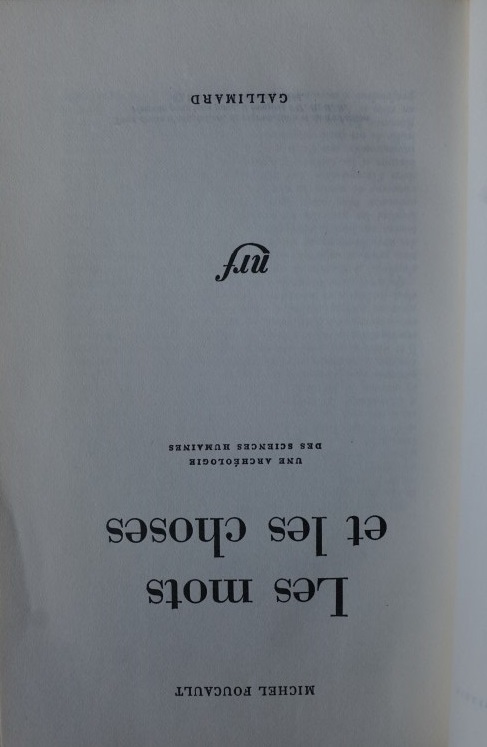 MICHEL FOUCAULT
Les mots
et les choses
UNE ARCHÉOLOGIE
DES SCIENCES HUMAINES
nrf
GALLIMARD